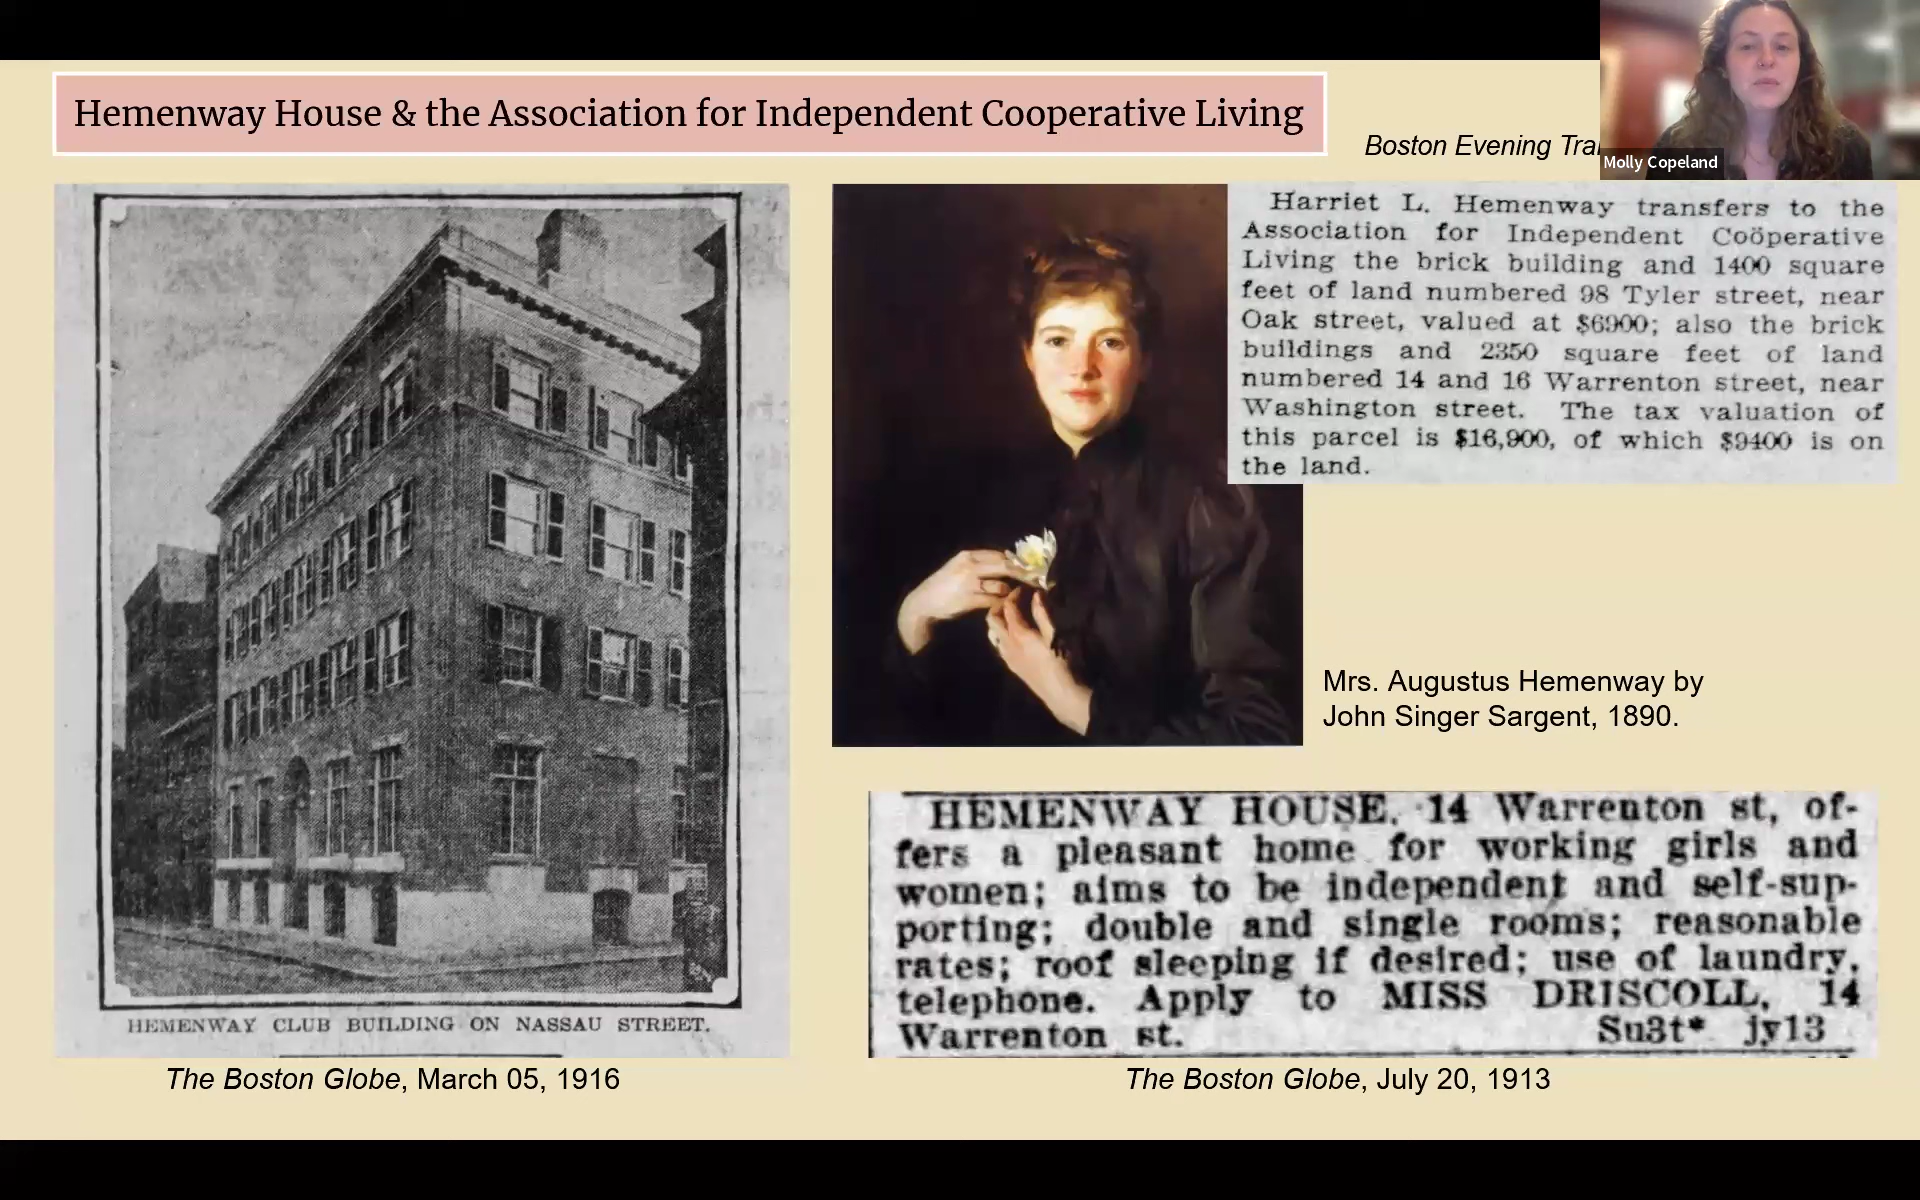 Hemenway House & the Association for Independent Cooperative Living
Boston Evening
Molly Copeland
Harriet L. Hemenway transfers to the
Association for Independent Coöperative
Living the brick building and 1400 square
feet of land numbered 98 Tyler street, near
Oak street, valued at $6900; also the brick
buildings and 2350 square feet of land
numbered 14 and 16 Warrenton street, near
Washington street. The tax valuation of
this parcel is $16,900, of which $9400 is on
the land.
Mrs. Augustus Hemenway by
John Singer Sargent, 1890.
HEMENWAY CLUB BUILDING ON NASSAU STREET.
The Boston Globe, March 05, 1916
HEMENWAY HOUSE, 14 Warrenton st, of-
fers a pleasant home for working girls and
women; aims to be independent and self-sup-
porting; double and single rooms; reasonable
rates; roof sleeping if desired; use of laundry,
telephone. Apply to MISS DRISCOLL, 14
Warrenton st. Su3t* jy13
The Boston Globe, July 20, 1913